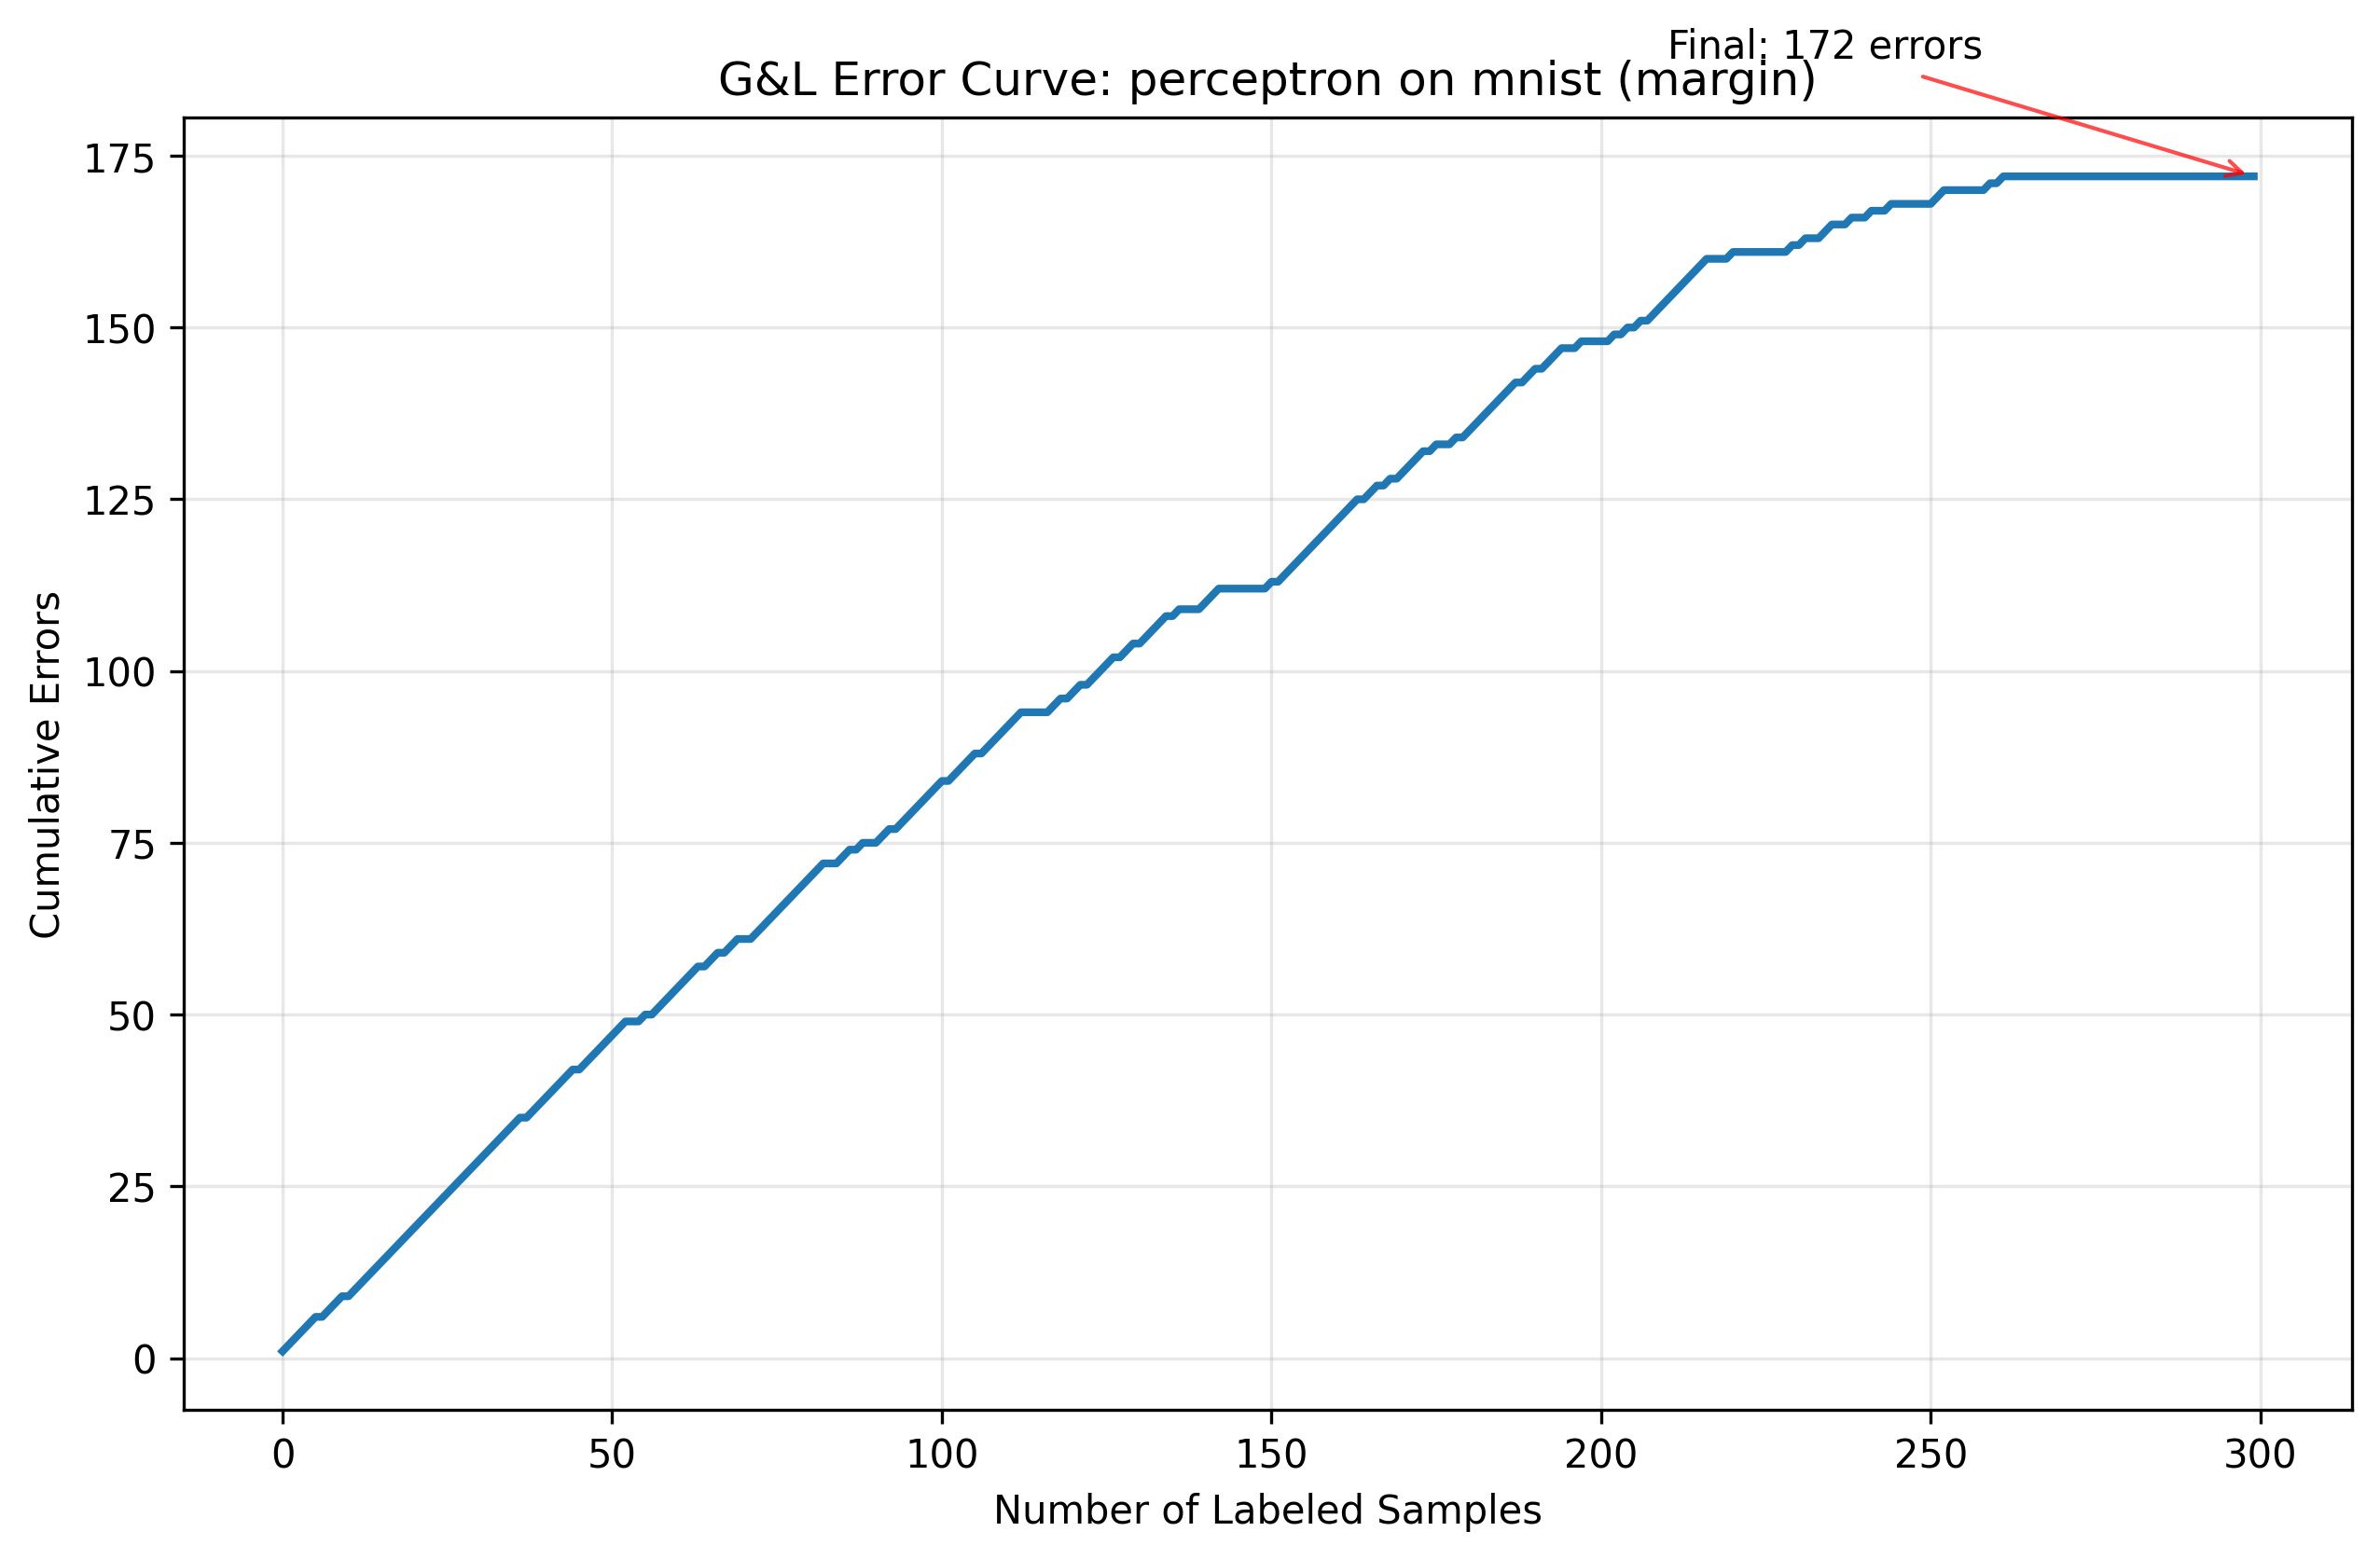 Final: 172 errors
G&L Error Curve: perceptron on mnist (margin)
175
150
125
100
75
50
25
0
Cumulative Errors
0 50 100 150 200 250 300
Number of Labeled Samples